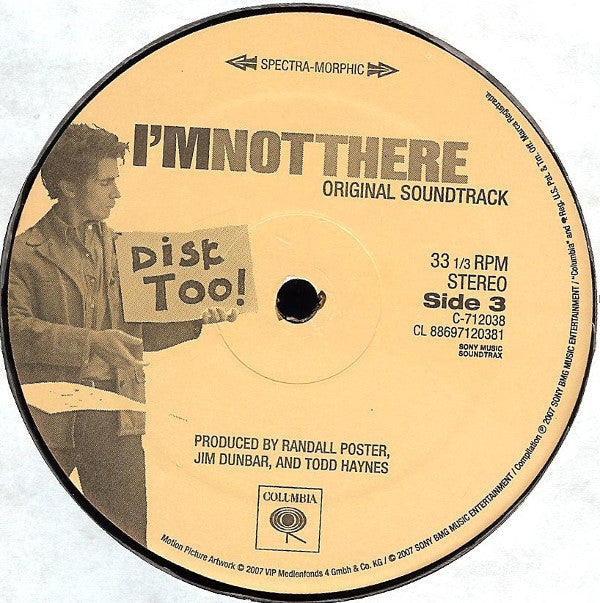 SPECTRA-MORPHIC
I'MNOTTHERE
ORIGINAL SOUNDTRACK
Disk
Too!
33 1/3 RPM
STEREO
Side 3
C-712038
CL 88697120381
SONY MUSIC
SOUNDTRAX
PRODUCED BY RANDALL POSTER,
JIM DUNBAR, AND TODD HAYNES
COLUMBIA
Motion Picture Artwork © 2007 VIP Medienfonds 4 Gmbh & Co. KG / © 2007 SONY BMG MUSIC ENTERTAINMENT / Compilation ℗ 2007 SONY BMG MUSIC ENTERTAINMENT / "Columbia" and Reg. U.S. Pat. & Tm. Off. Marca Registrada.